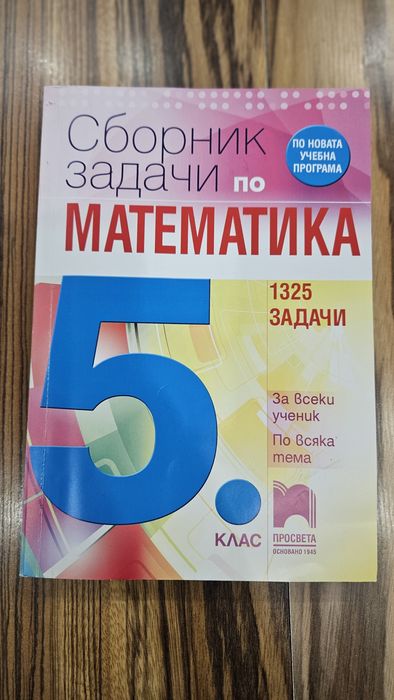 Сборник
задачи по
ПО НОВАТА
УЧЕБНА
ПРОГРАМА
МАТЕМАТИКА
5.
КЛАС
1325
ЗАДАЧИ
За всеки
ученик
По всяка
тема
ПРОСВЕТА
ОСНОВАНО 1945